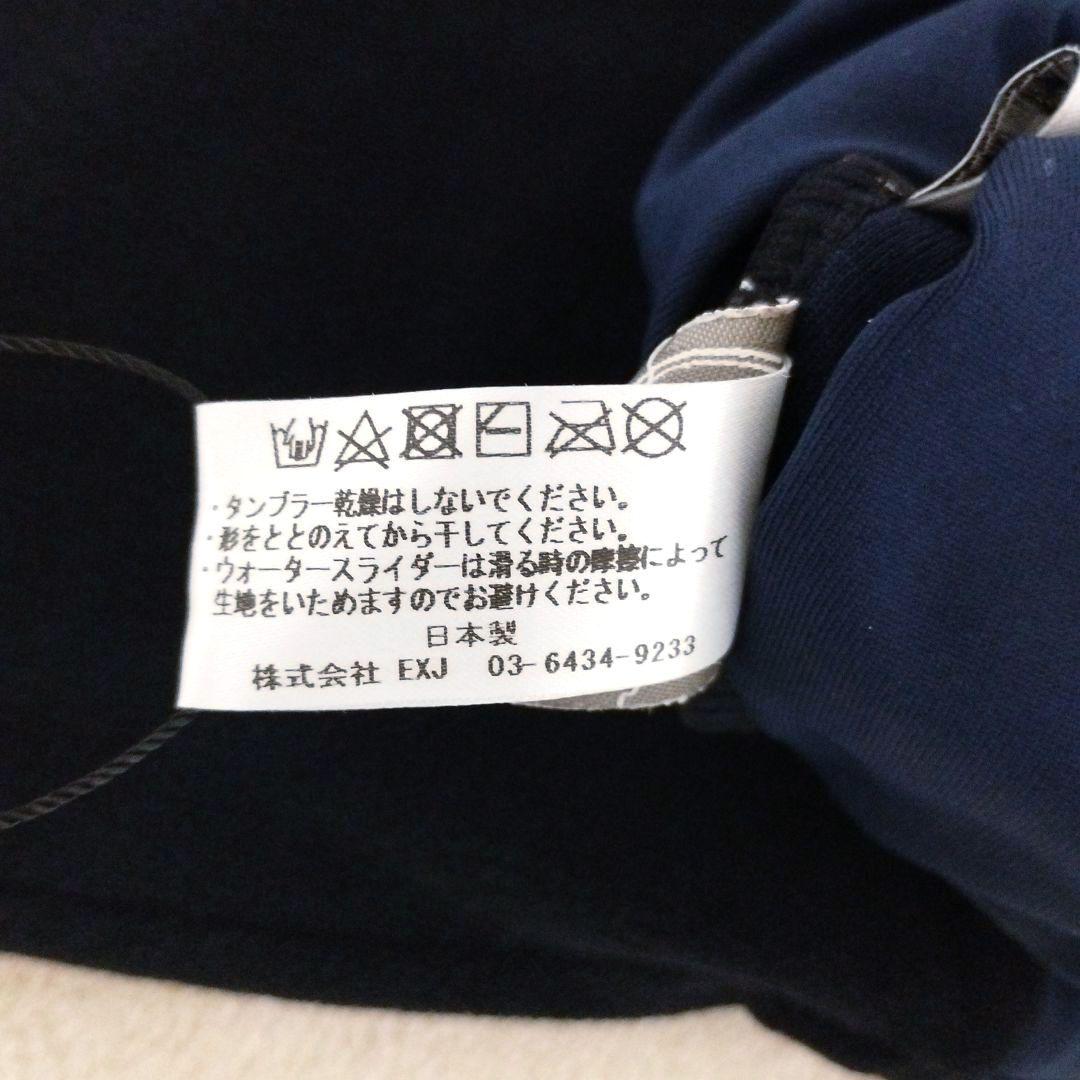 ・タンブラー乾燥はしないでください。
・形をととのえてから干してください。
・ウォータースライダーは滑る時の摩擦によって
生地をいためますのでお避けください。
日本製
株式会社 EXJ 03-6434-9233